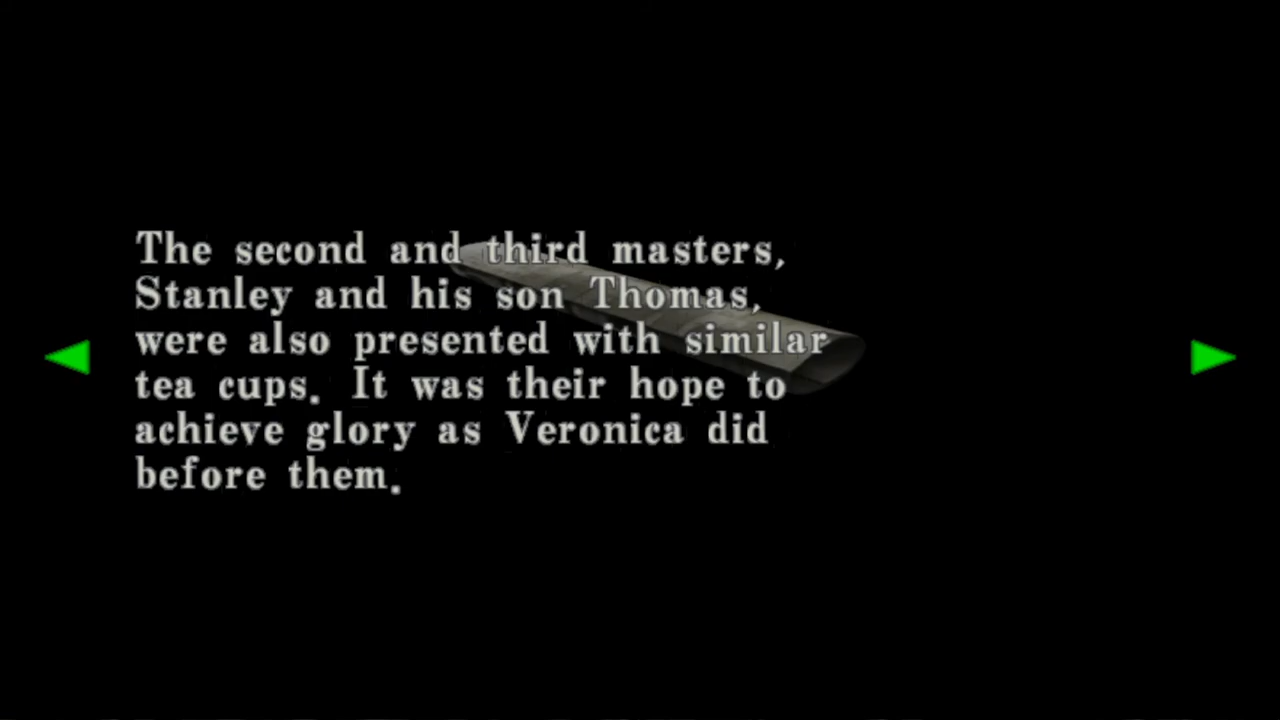 The second and third masters,
Stanley and his son Thomas,
were also presented with similar
tea cups. It was their hope to
achieve glory as Veronica did
before them.